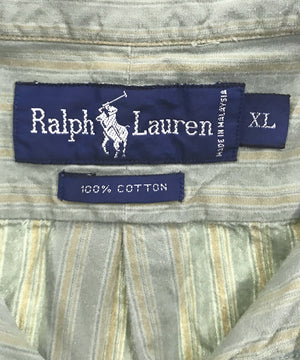 Ralph Lauren
MADE IN MALAYSIA
XL
100% COTTON